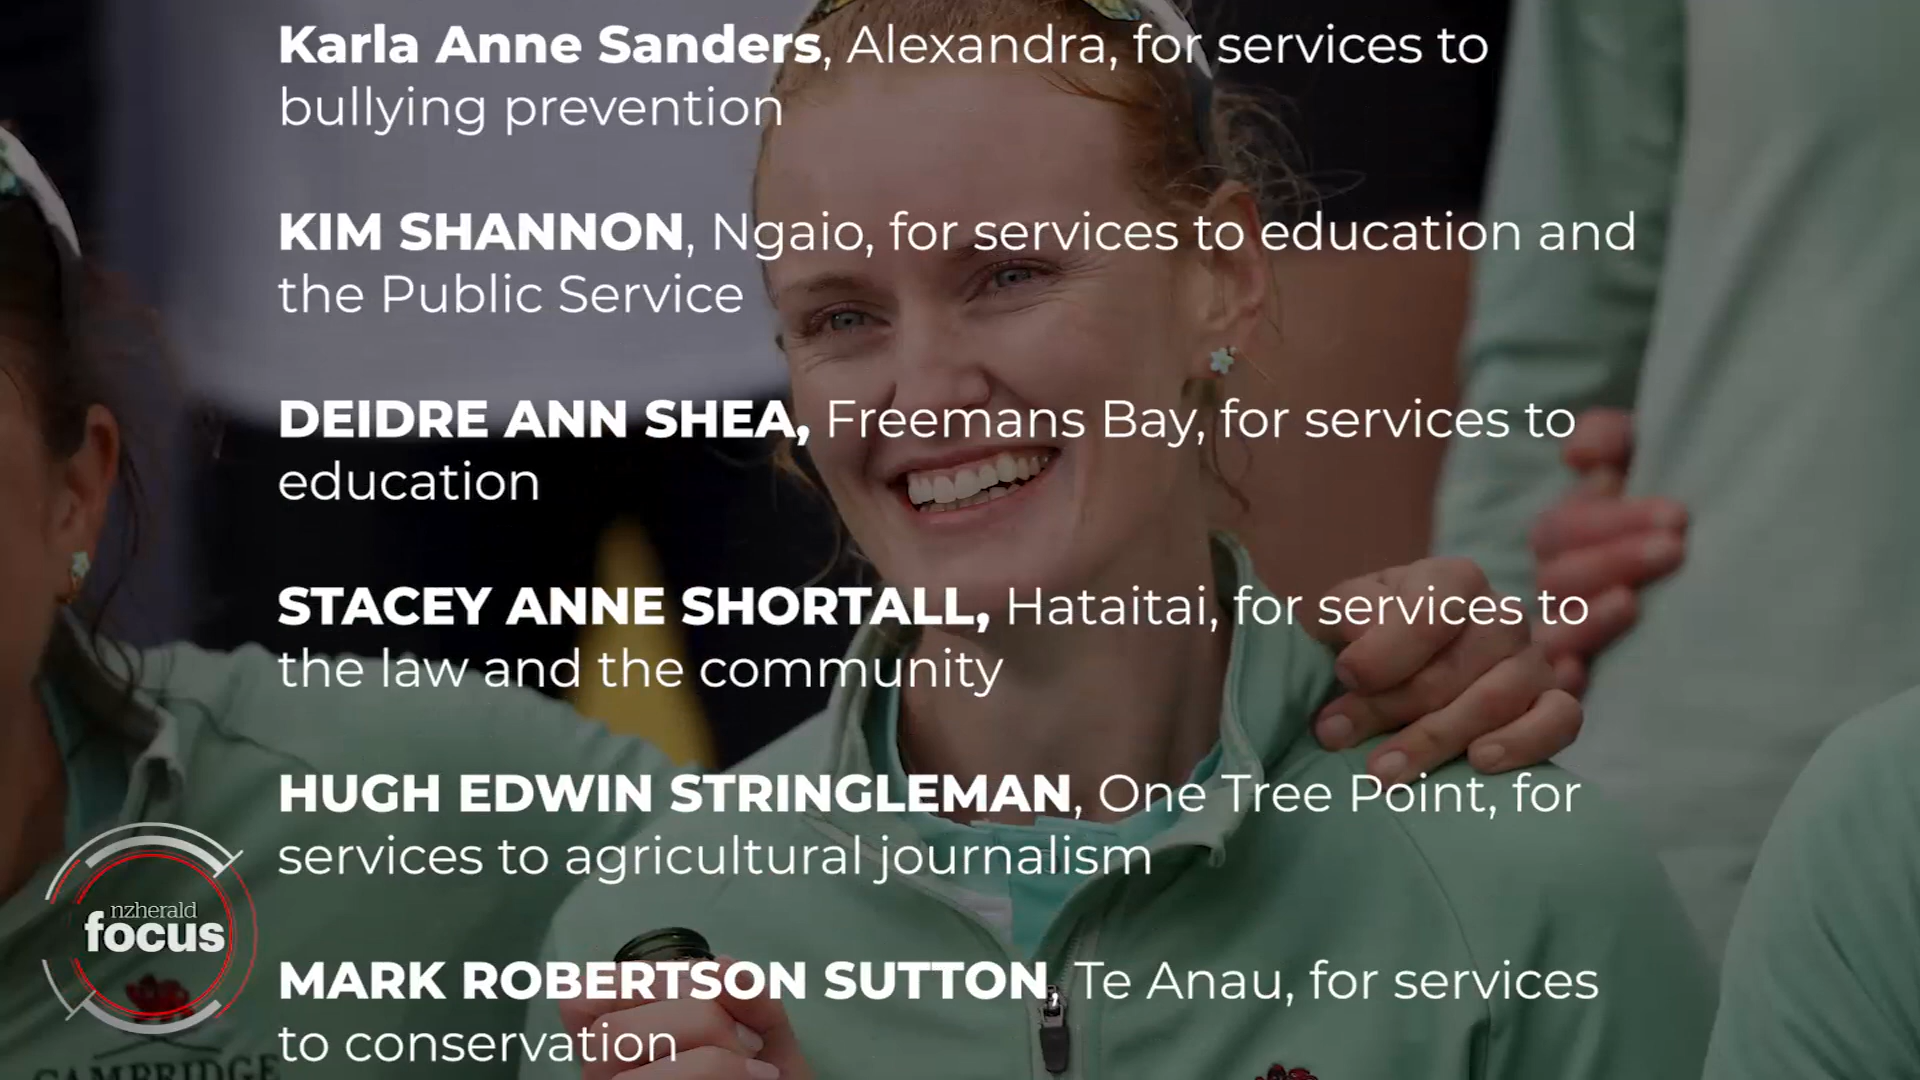 Karla Anne Sanders, Alexandra, for services to
bullying prevention
KIM SHANNON, Ngaio, for services to education and
the Public Service
DEIDRE ANN SHEA, Freemans Bay, for services to
education
STACEY ANNE SHORTALL, Hataitai, for services to
the law and the community
HUGH EDWIN STRINGLEMAN, One Tree Point, for
services to agricultural journalism
MARK ROBERTSON SUTTON, Te Anau, for services
to conservation
nzherald
focus
CAMBRIDGE